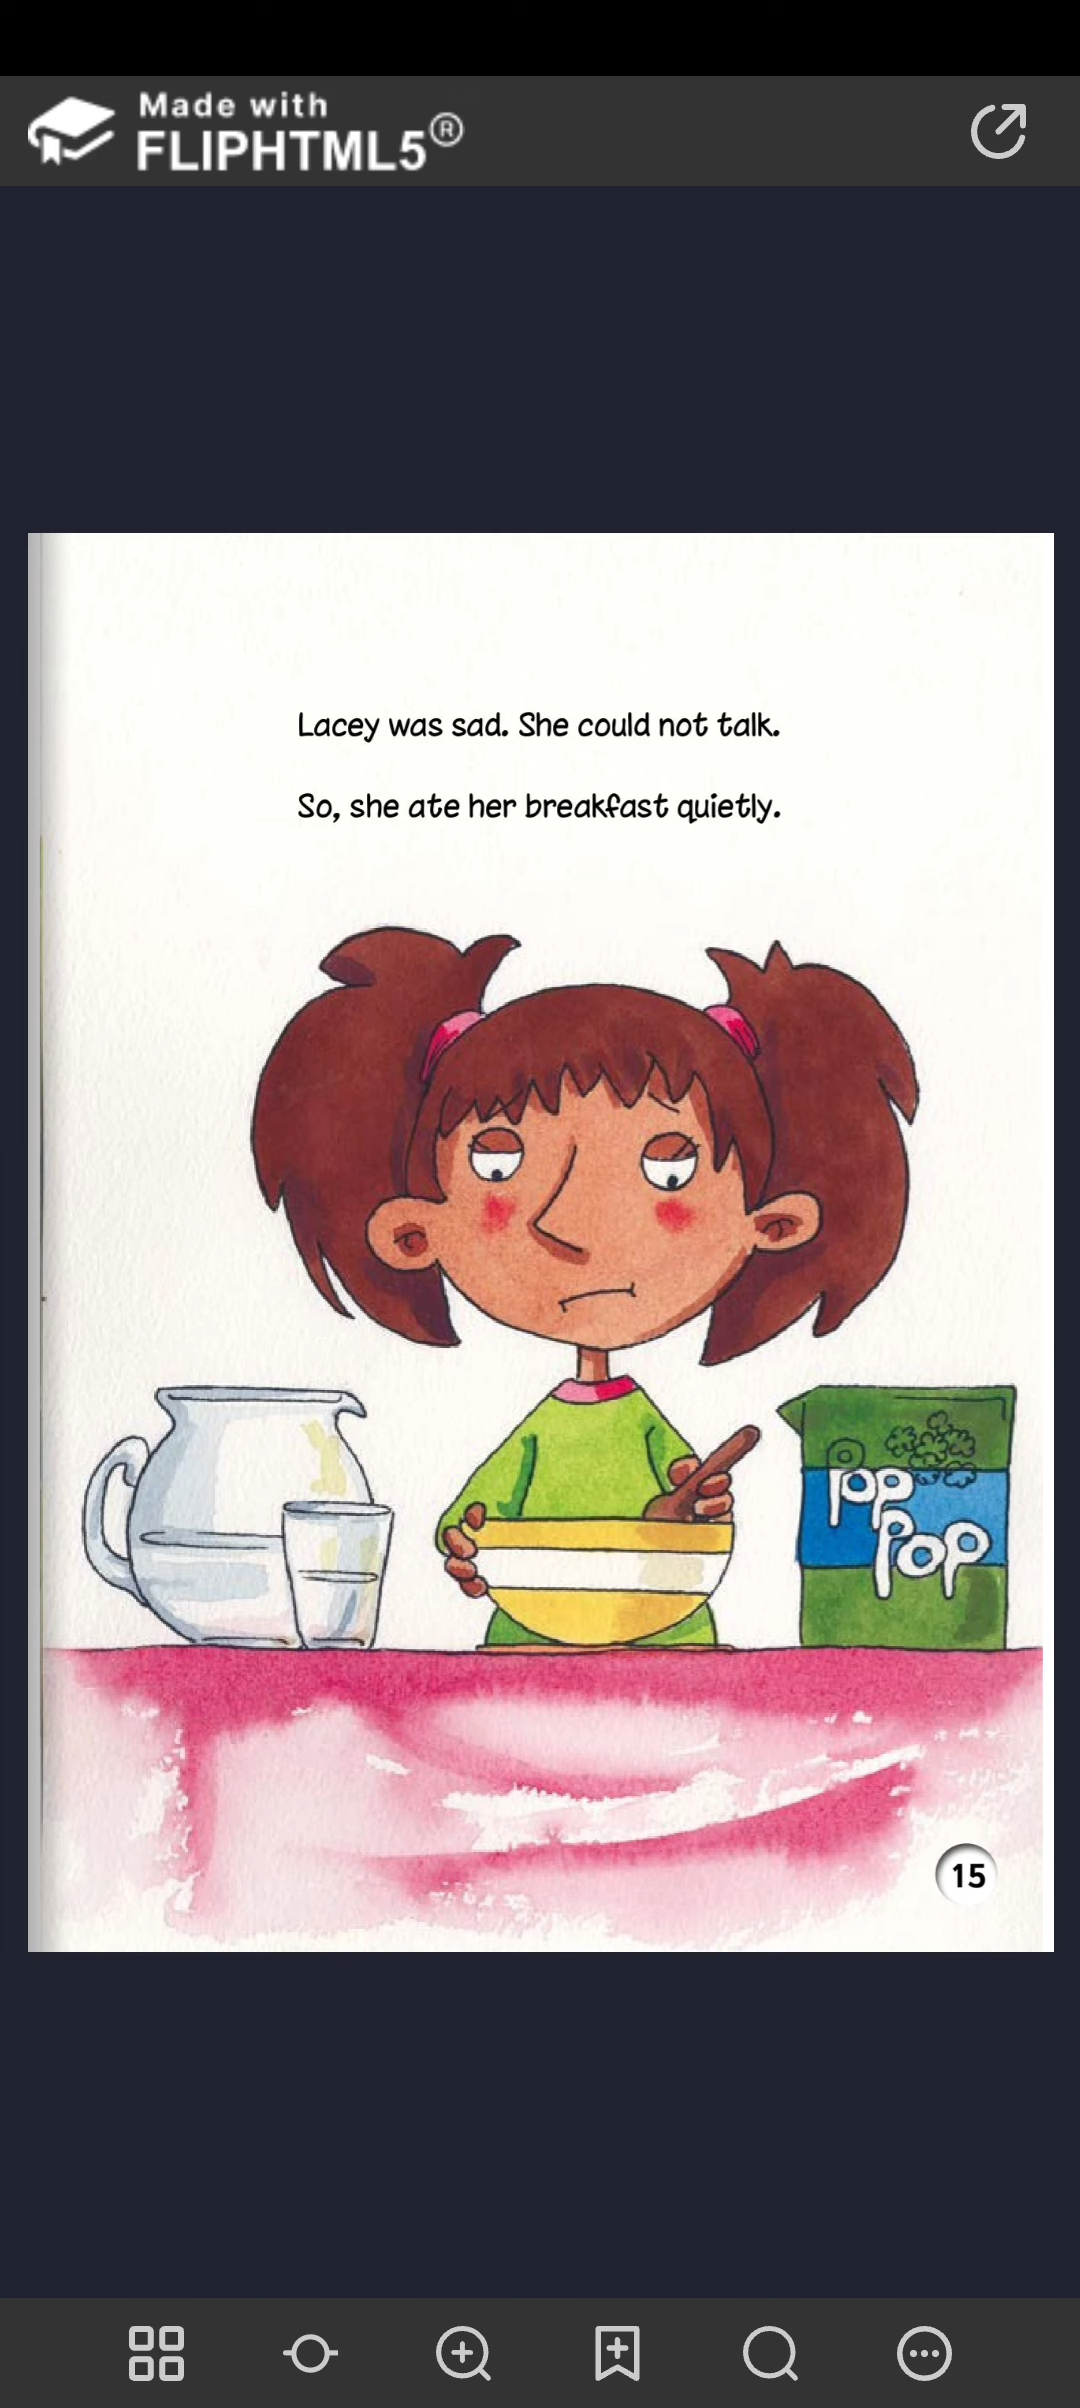 Made with
FLIPHTML5®
Lacey was sad. She could not talk.
So, she ate her breakfast quietly.
Pop
Pop
15